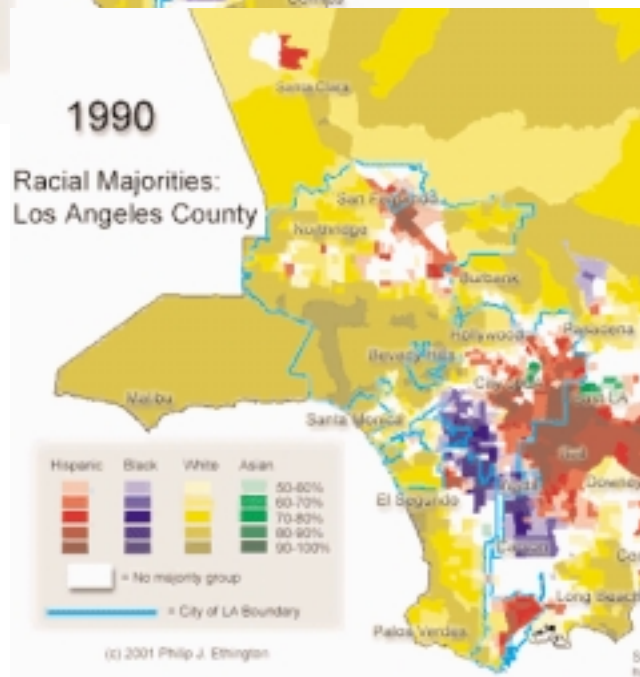 1990
Racial Majorities:
Los Angeles County
Santa Clara
San Fernando
Northridge
Burbank
Hollywood
Pasadena
Beverly Hills
City of LA
East LA
Malibu
Santa Monica
Downey
El Segundo
Long Beach
Palos Verdes
Hispanic Black White Asian
50-60%
60-70%
70-80%
80-90%
90-100%
= No majority group
= City of LA Boundary
(c) 2001 Philip J. Ethington